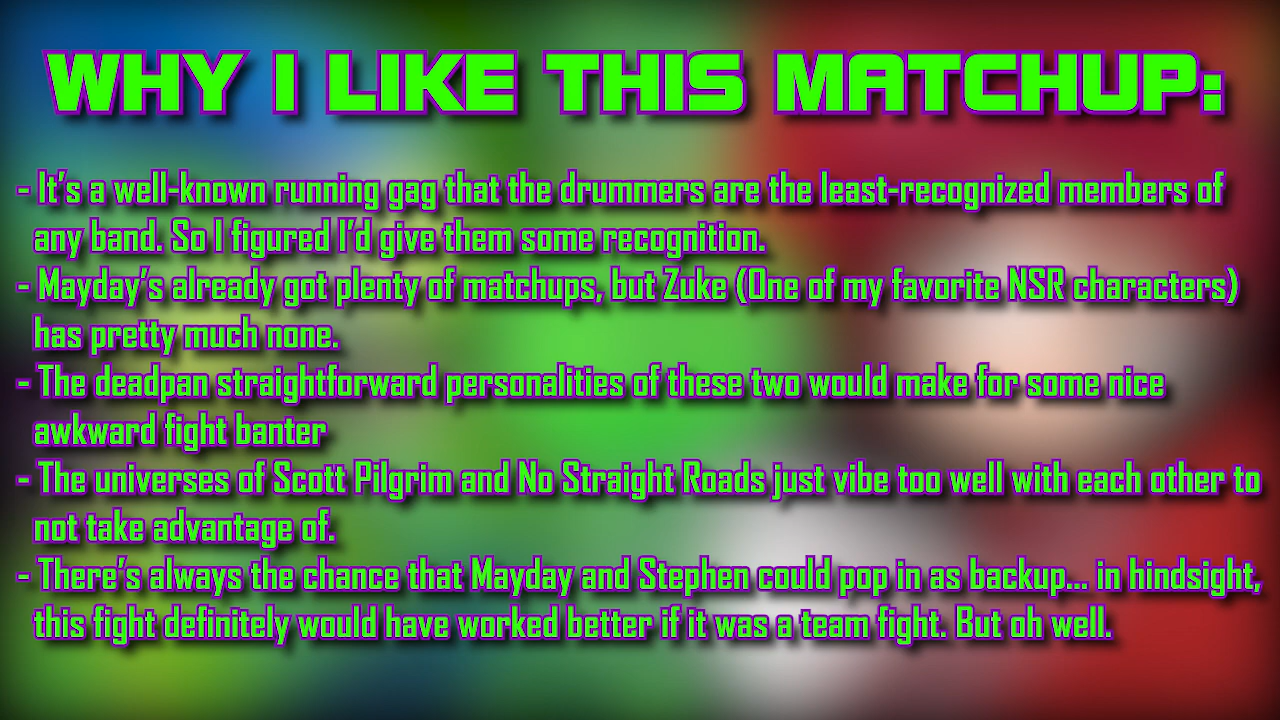 WHY I LIKE THIS MATCHUP:
- It's a well-known running gag that the drummers are the least-recognized members of
any band. So I figured I'd give them some recognition.
- Mayday's already got plenty of matchups, but Zuke (One of my favorite NSR characters)
has pretty much none.
- The deadpan straightforward personalities of these two would make for some nice
awkward fight banter
- The universes of Scott Pilgrim and No Straight Roads just vibe too well with each other to
not take advantage of.
- There's always the chance that Mayday and Stephen could pop in as backup... in hindsight,
this fight definitely would have worked better if it was a team fight. But oh well.